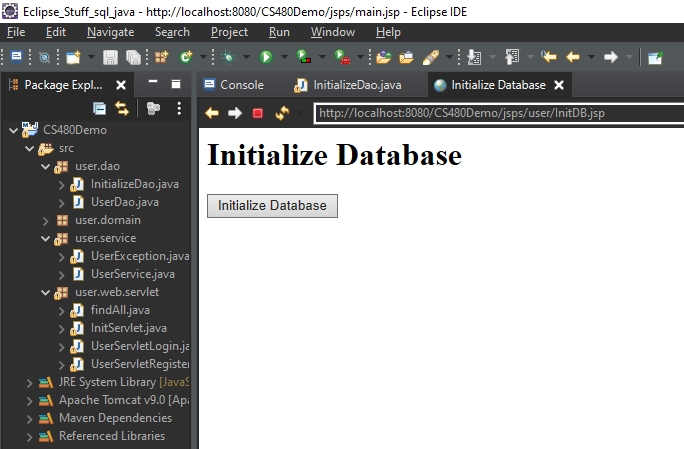 Eclipse_Stuff_sql_java - http://localhost:8080/CS480Demo/jsps/main.jsp - Eclipse IDE
File Edit Navigate Search Project Run Window Help
Package Expl...
Console InitializeDao.java Initialize Database
http://localhost:8080/CS480Demo/jsps/user/InitDB.jsp
CS480Demo
src
user.dao
InitializeDao.java
UserDao.java
user.domain
user.service
UserException.java
UserService.java
user.web.servlet
findAll.java
InitServlet.java
UserServletLogin.ja
UserServletRegister
JRE System Library [JavaS
Apache Tomcat v9.0 [Apa
Maven Dependencies
Referenced Libraries
Initialize Database
Initialize Database